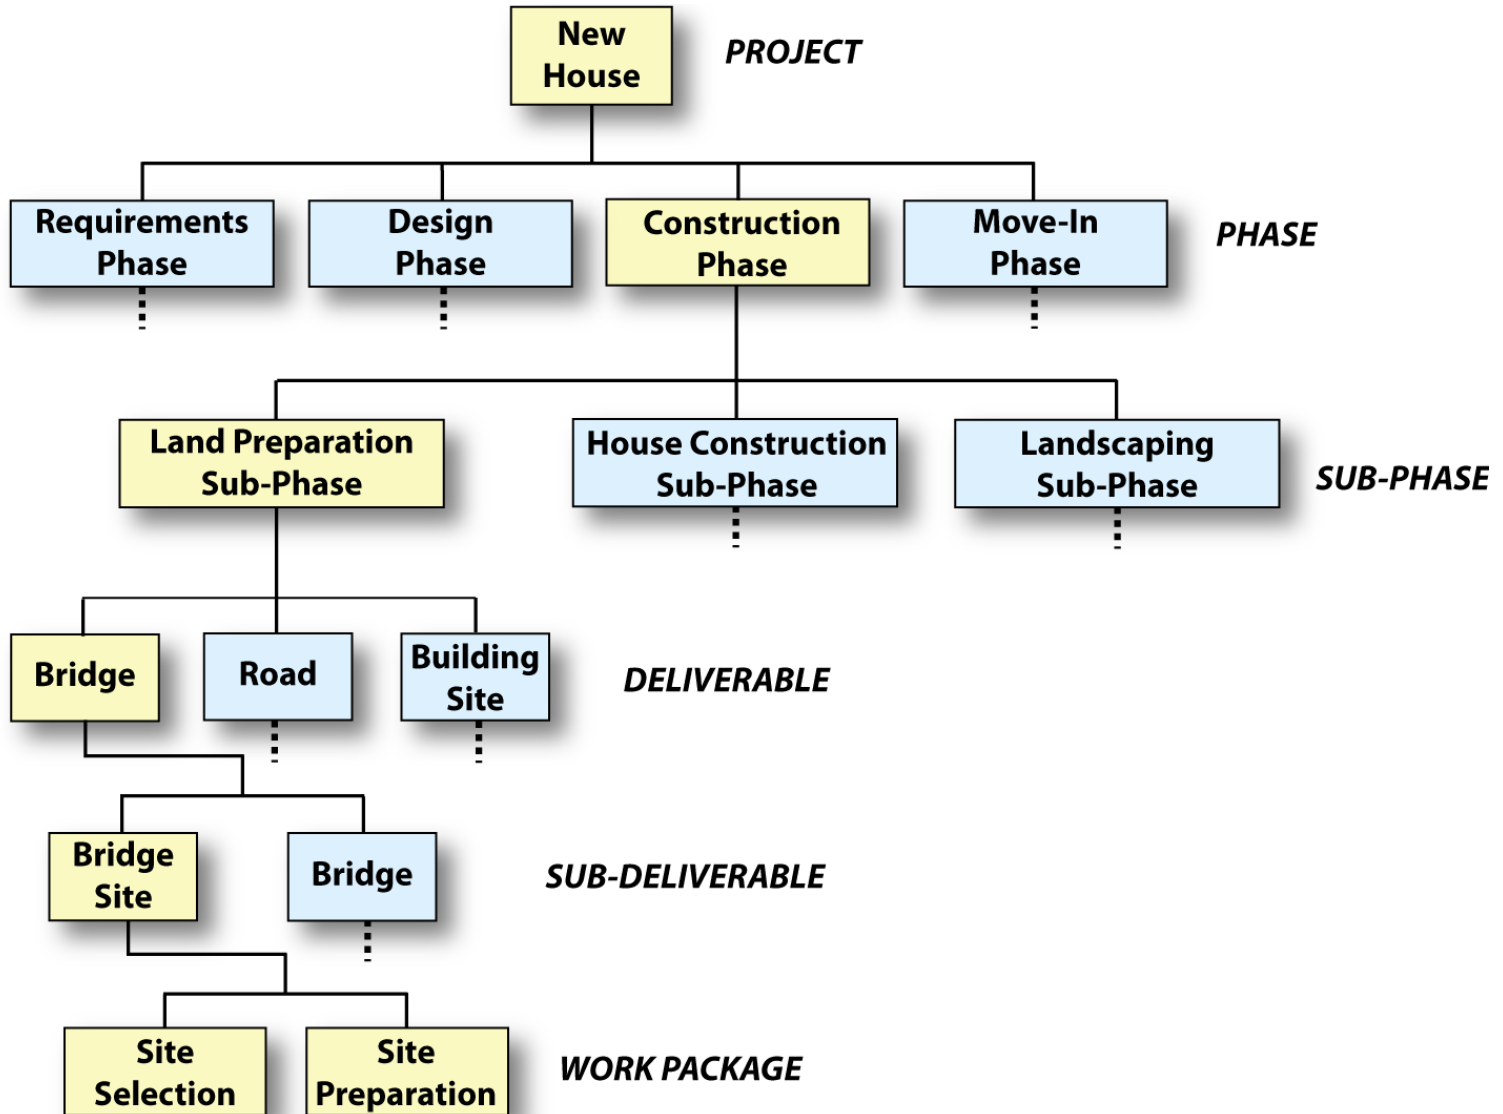 New
House
PROJECT
Requirements
Phase
Design
Phase
Construction
Phase
Move-In
Phase
PHASE
Land Preparation
Sub-Phase
House Construction
Sub-Phase
Landscaping
Sub-Phase
SUB-PHASE
Bridge
Road
Building
Site
DELIVERABLE
Bridge
Site
Bridge
SUB-DELIVERABLE
Site
Selection
Site
Preparation
WORK PACKAGE